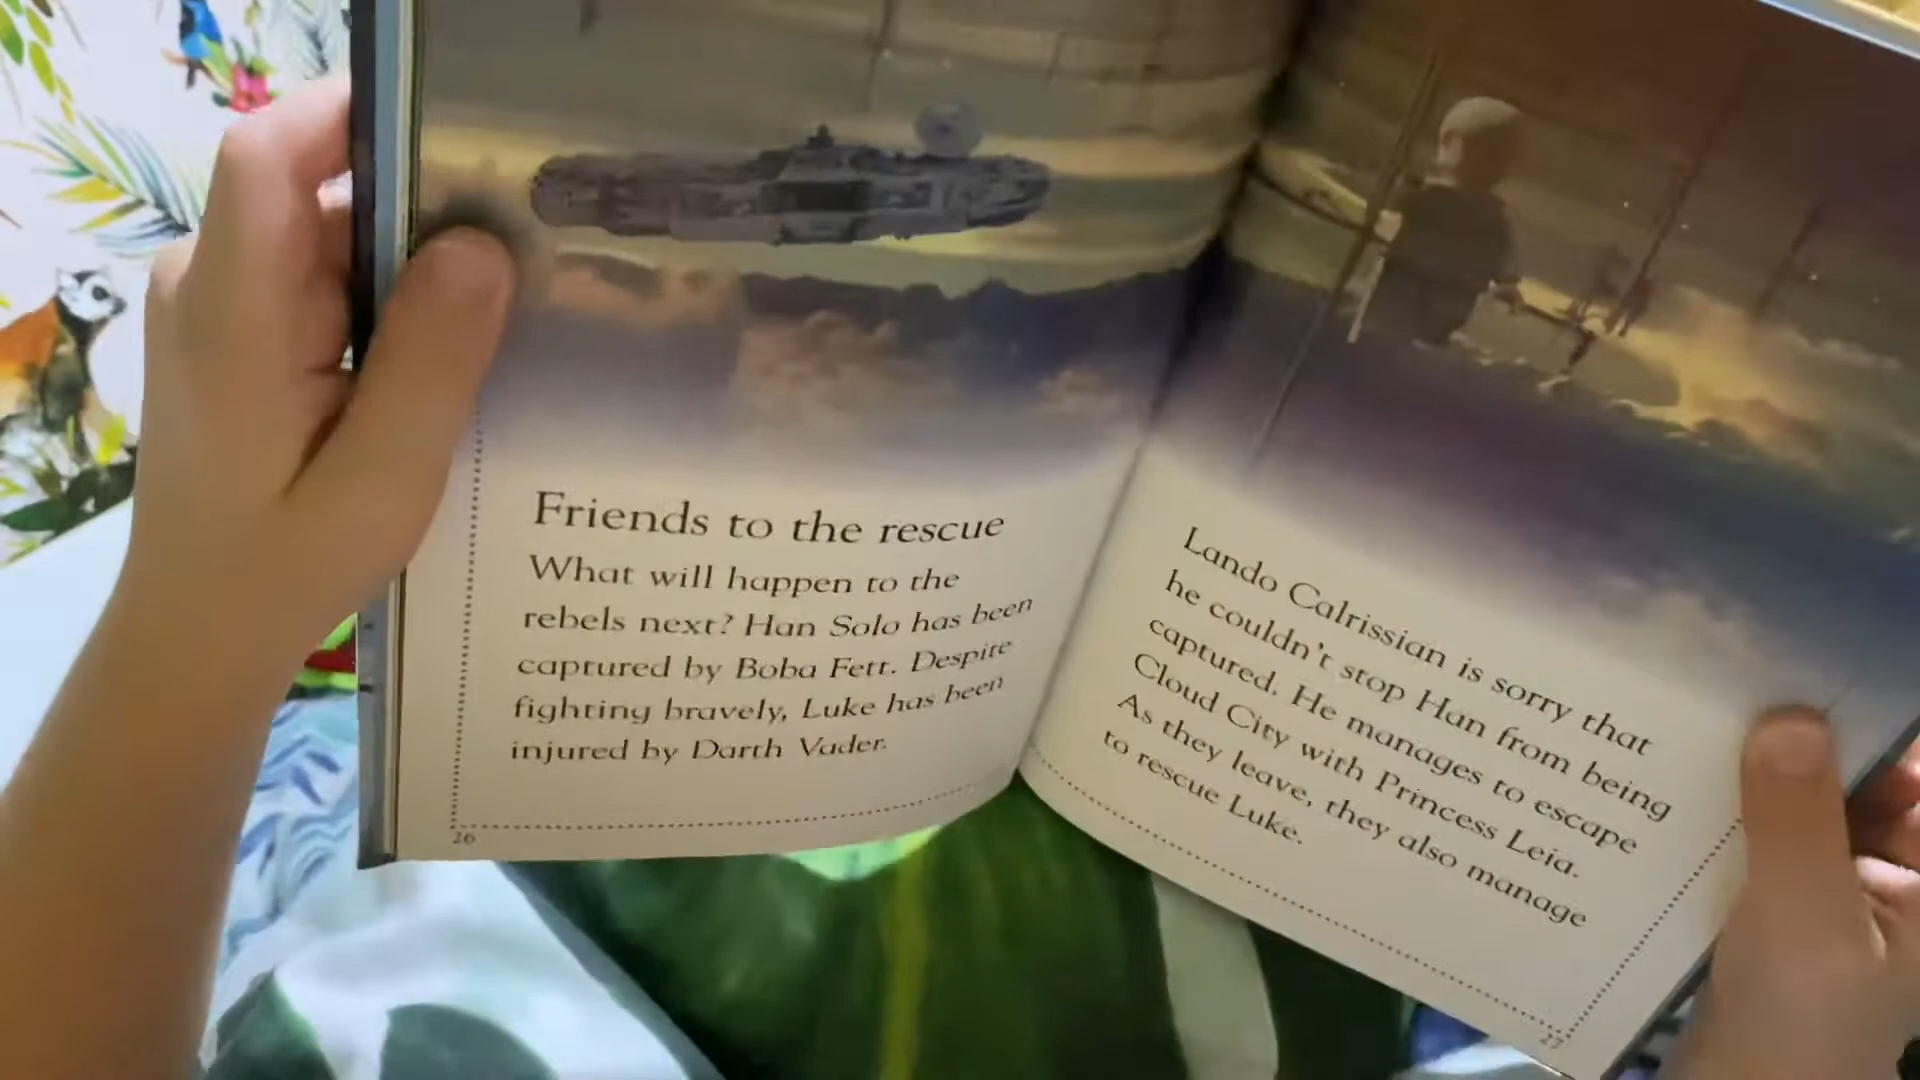 Friends to the rescue
What will happen to the
rebels next? Han Solo has been
captured by Boba Fett. Despite
fighting bravely, Luke has been
injured by Darth Vader.
26
Lando Calrissian is sorry that
he couldn't stop Han from being
captured. He manages to escape
Cloud City with Princess Leia.
As they leave, they also manage
to rescue Luke.
27